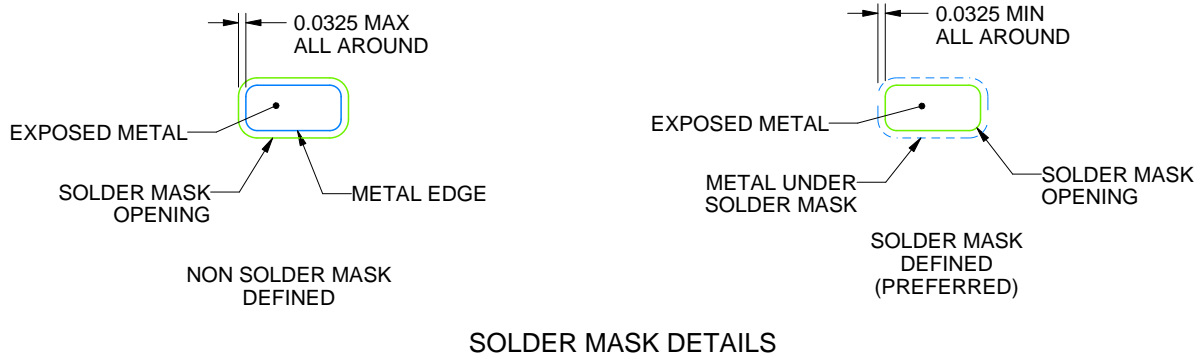 0.0325 MAX
ALL AROUND
EXPOSED METAL
SOLDER MASK
OPENING
METAL EDGE
NON SOLDER MASK
DEFINED
0.0325 MIN
ALL AROUND
EXPOSED METAL
METAL UNDER
SOLDER MASK
SOLDER MASK
OPENING
SOLDER MASK
DEFINED
(PREFERRED)
SOLDER MASK DETAILS